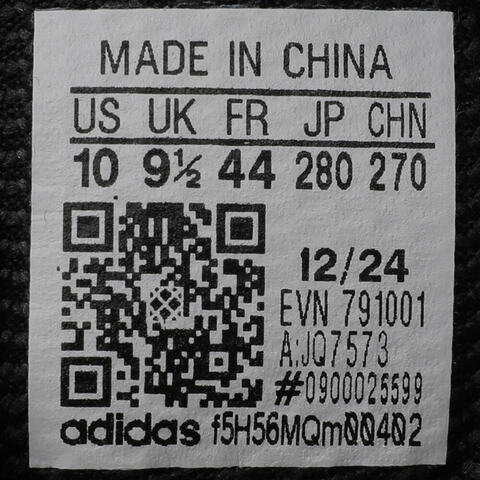 MADE IN CHINA
US UK FR JP CHN
10 9½ 44 280 270
12/24
EVN 791001
A:JQ7573
#0900025599
adidas f5H56MQm00402